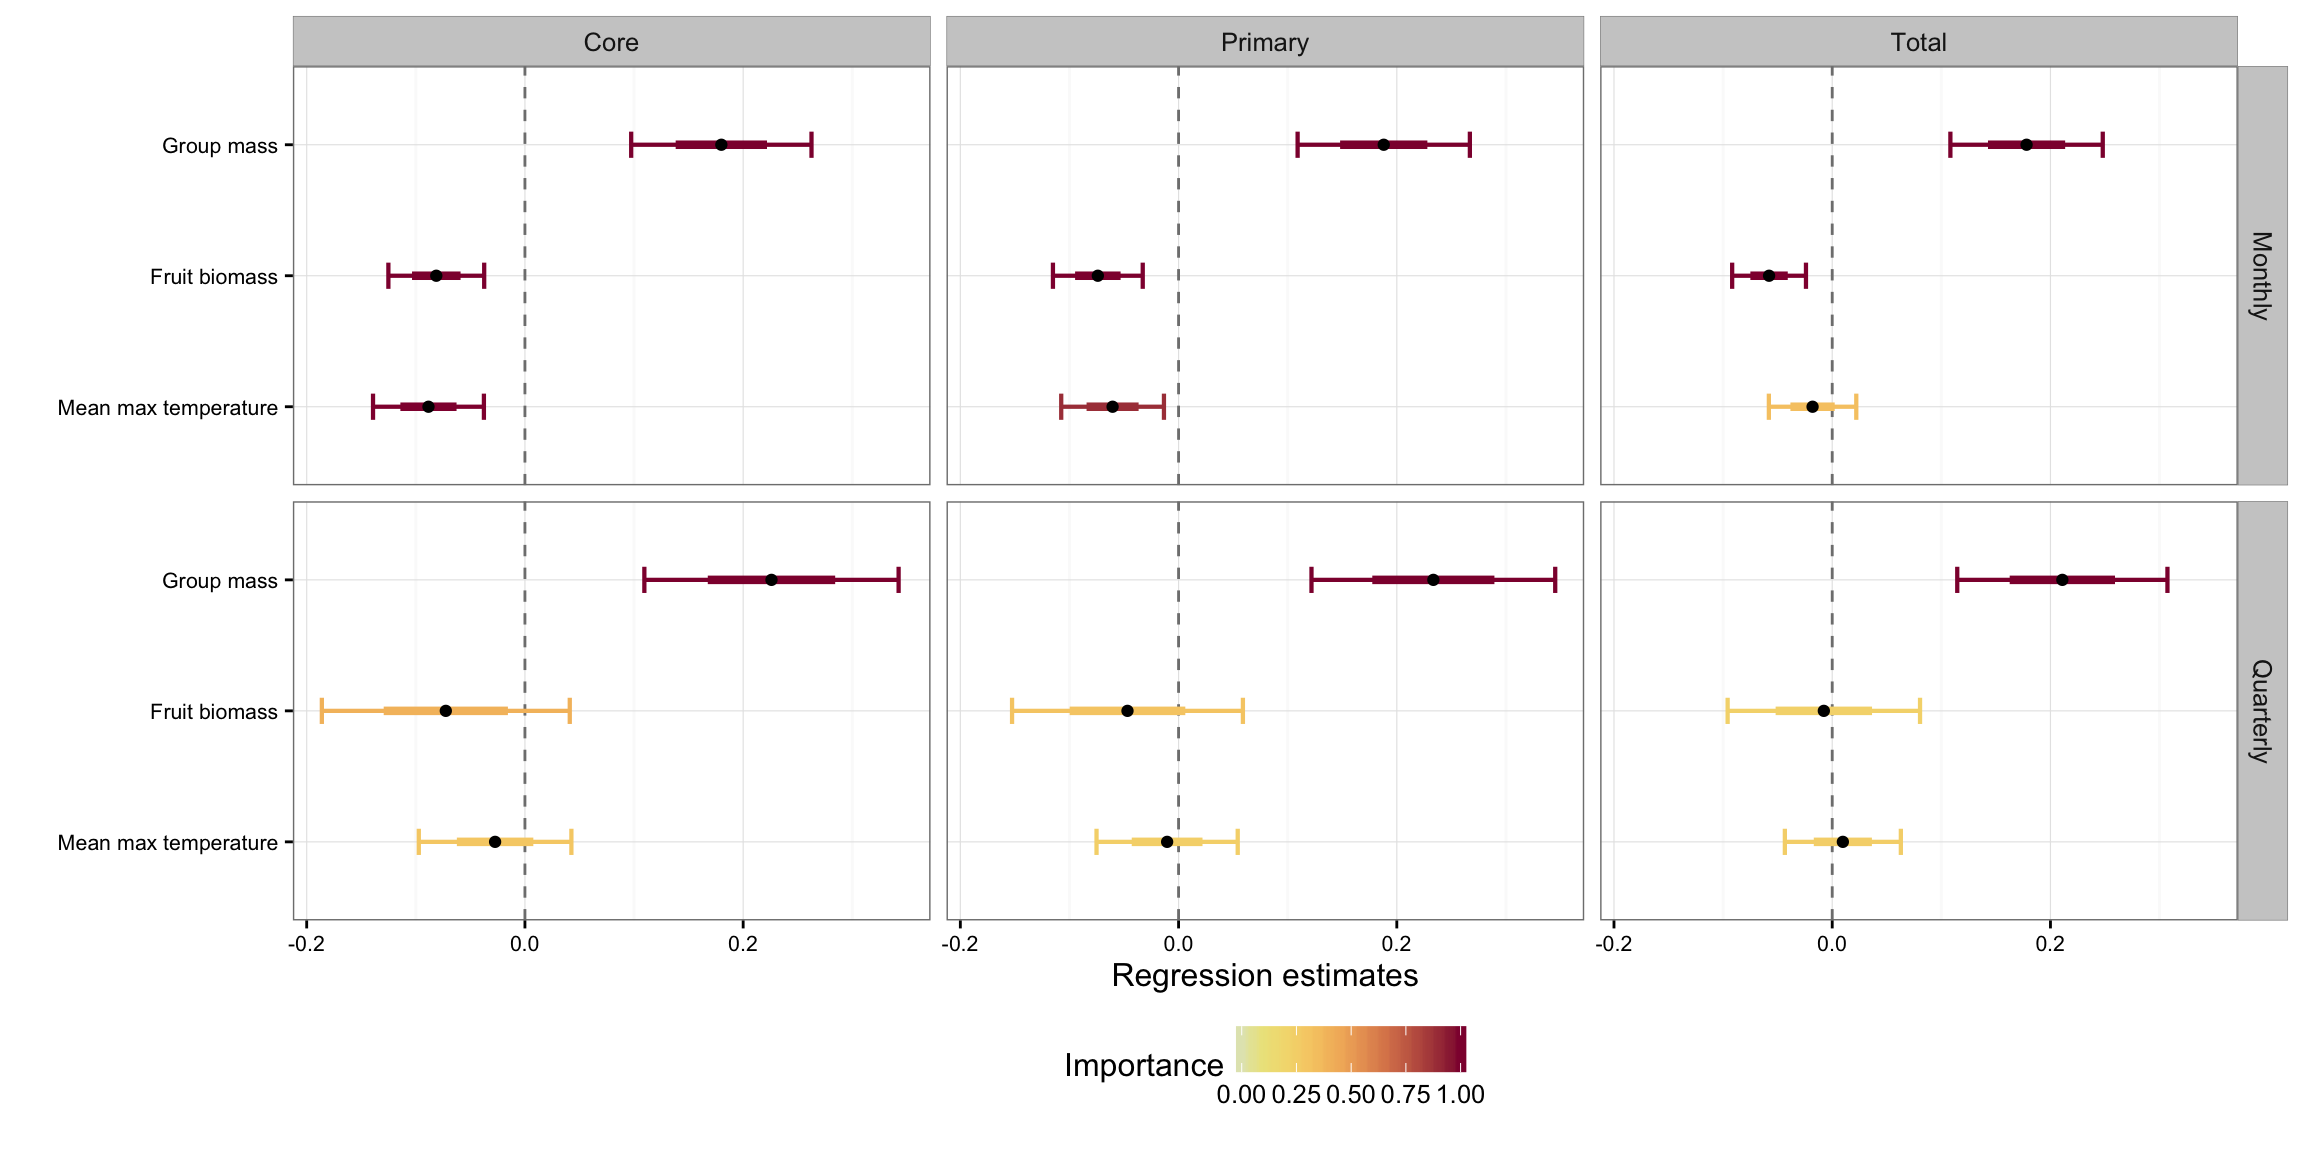 Core Primary Total
Group mass
Fruit biomass
Mean max temperature
Monthly
Group mass
Fruit biomass
Mean max temperature
Quarterly
-0.2 0.0 0.2 -0.2 0.0 0.2 -0.2 0.0 0.2
Regression estimates
Importance
0.00 0.25 0.50 0.75 1.00